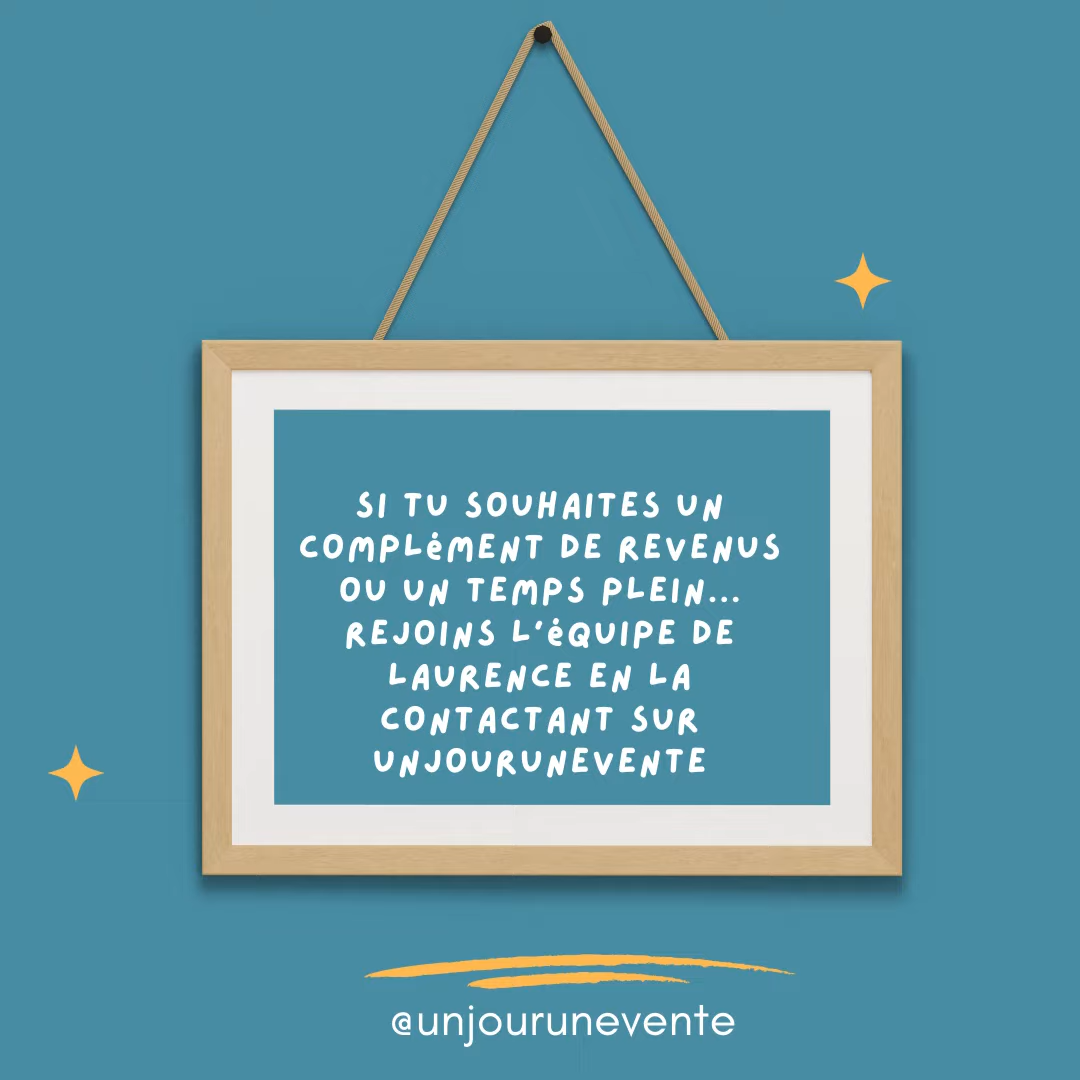 SI TU SOUHAITES UN
COMPLéMENT DE REVENUS
OU UN TEMPS PLEIN...
REJOINS L'éQUIPE DE
LAURENCE EN LA
CONTACTANT SUR
UNJOURUNEVENTE
@unjourunevente